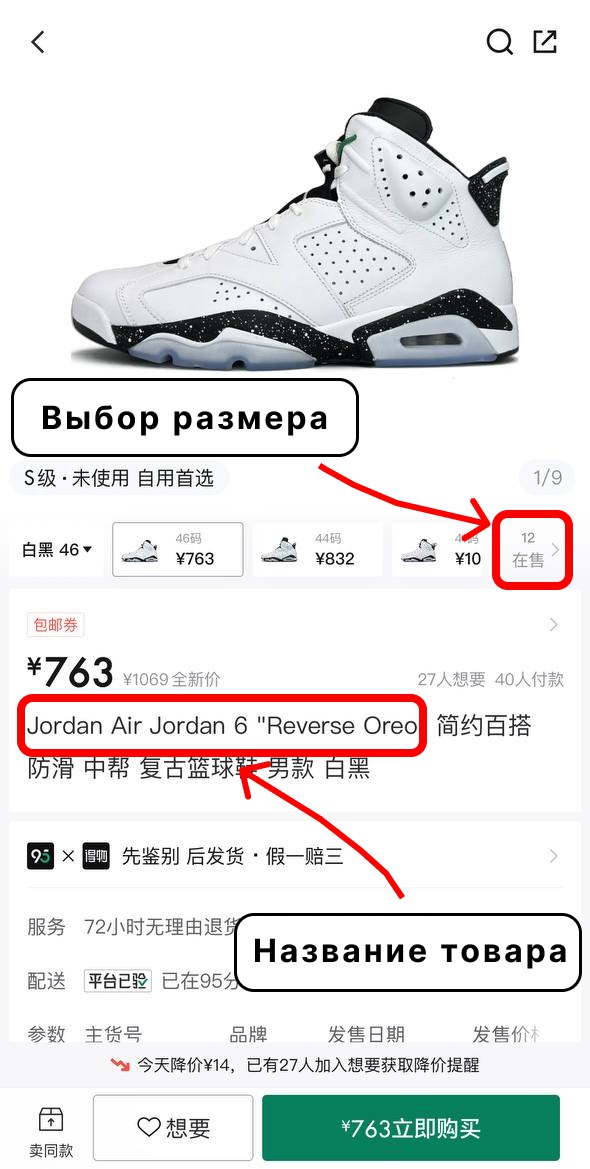 Выбор размера
S级·未使用 自用首选
1/9
白黑 46
46码
¥763
44码
¥832
¥10
12
在售
包邮券
¥763 ¥1069 全新价
27人想要 40人付款
Jordan Air Jordan 6 "Reverse Oreo 简约百搭
防滑 中帮 复古篮球鞋 男款 白黑
95 × 得物 先鉴别 后发货·假一赔三
服务 72小时无理由退货
Название товара
配送 平台已验 已在95分
参数 主货号 品牌 发售日期 发售价格
今天降价¥14，已有27人加入想要获取降价提醒
卖同款
想要
¥763立即购买